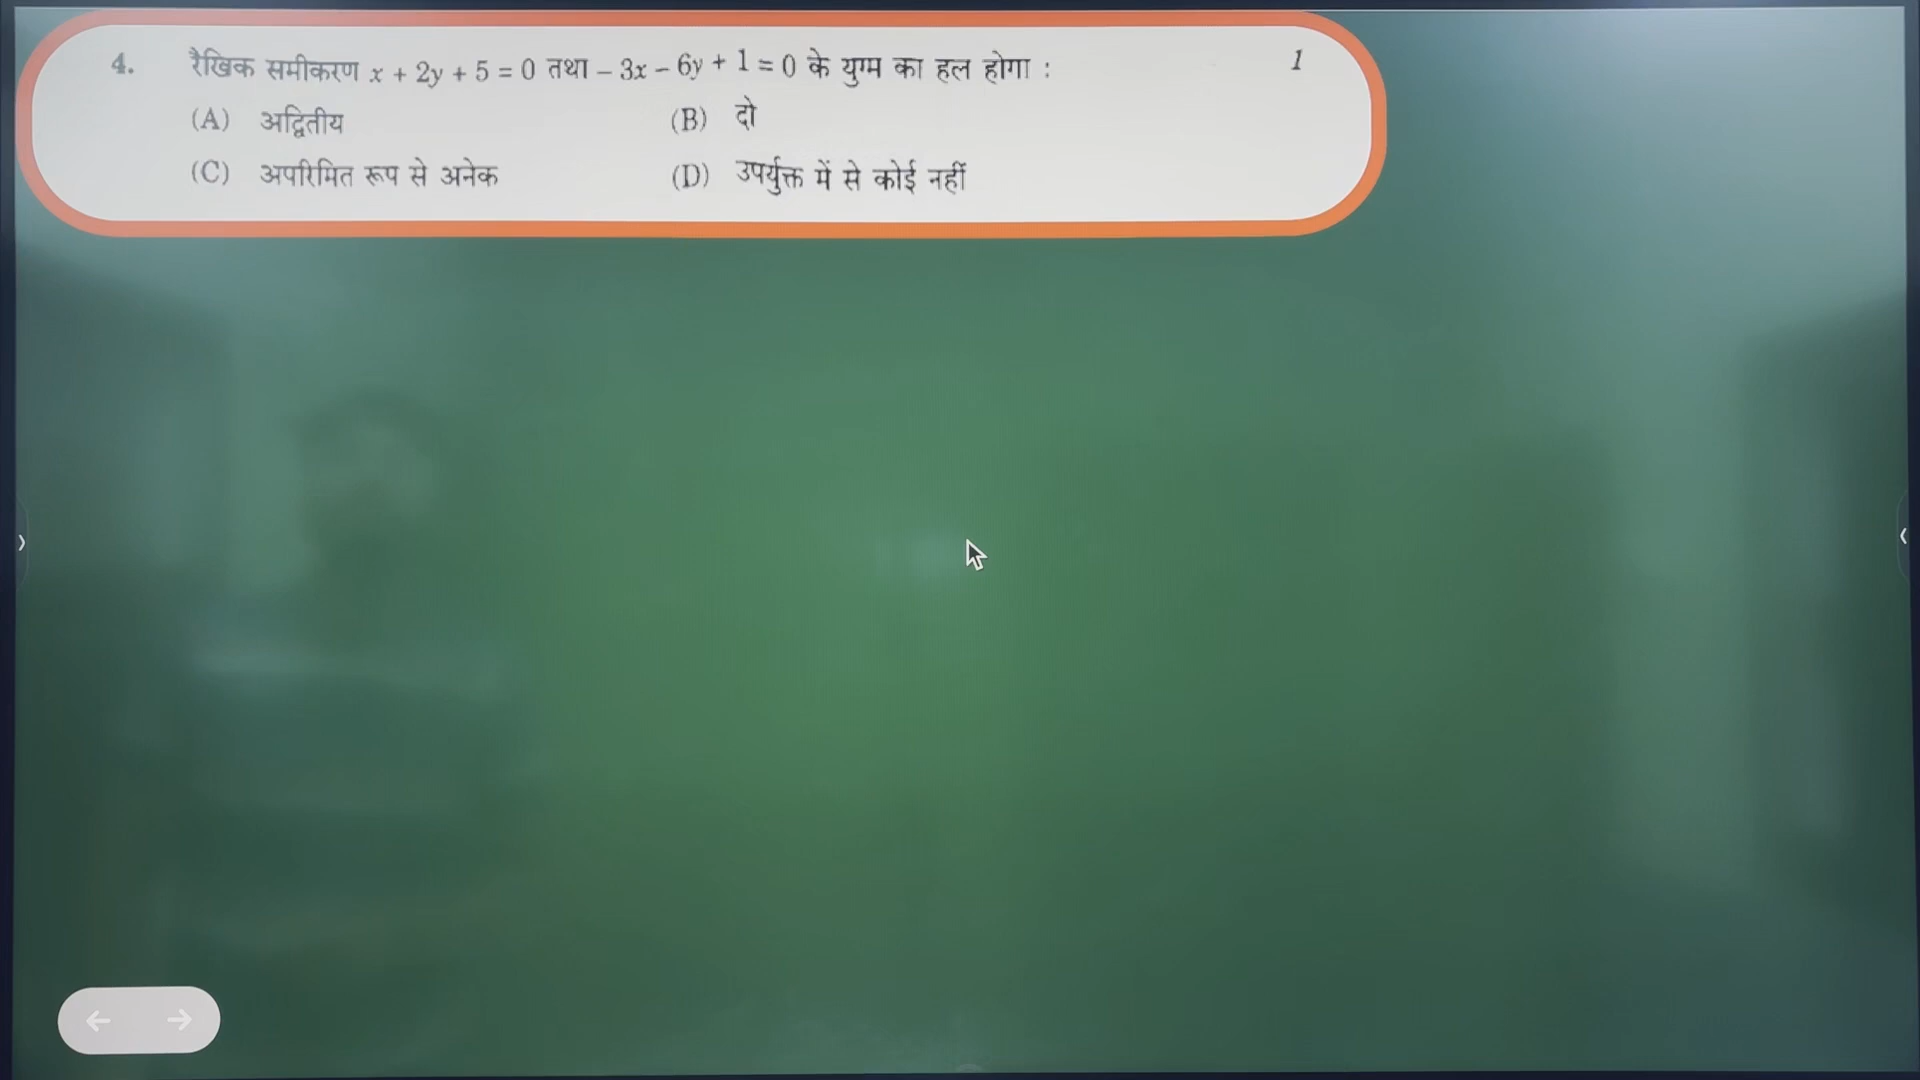 4. रैखिक समीकरण x + 2y + 5 = 0 तथा – 3x – 6y + 1 = 0 के युग्म का हल होगा : 1
(A) अद्वितीय (B) दो
(C) अपरिमित रूप से अनेक (D) उपर्युक्त में से कोई नहीं